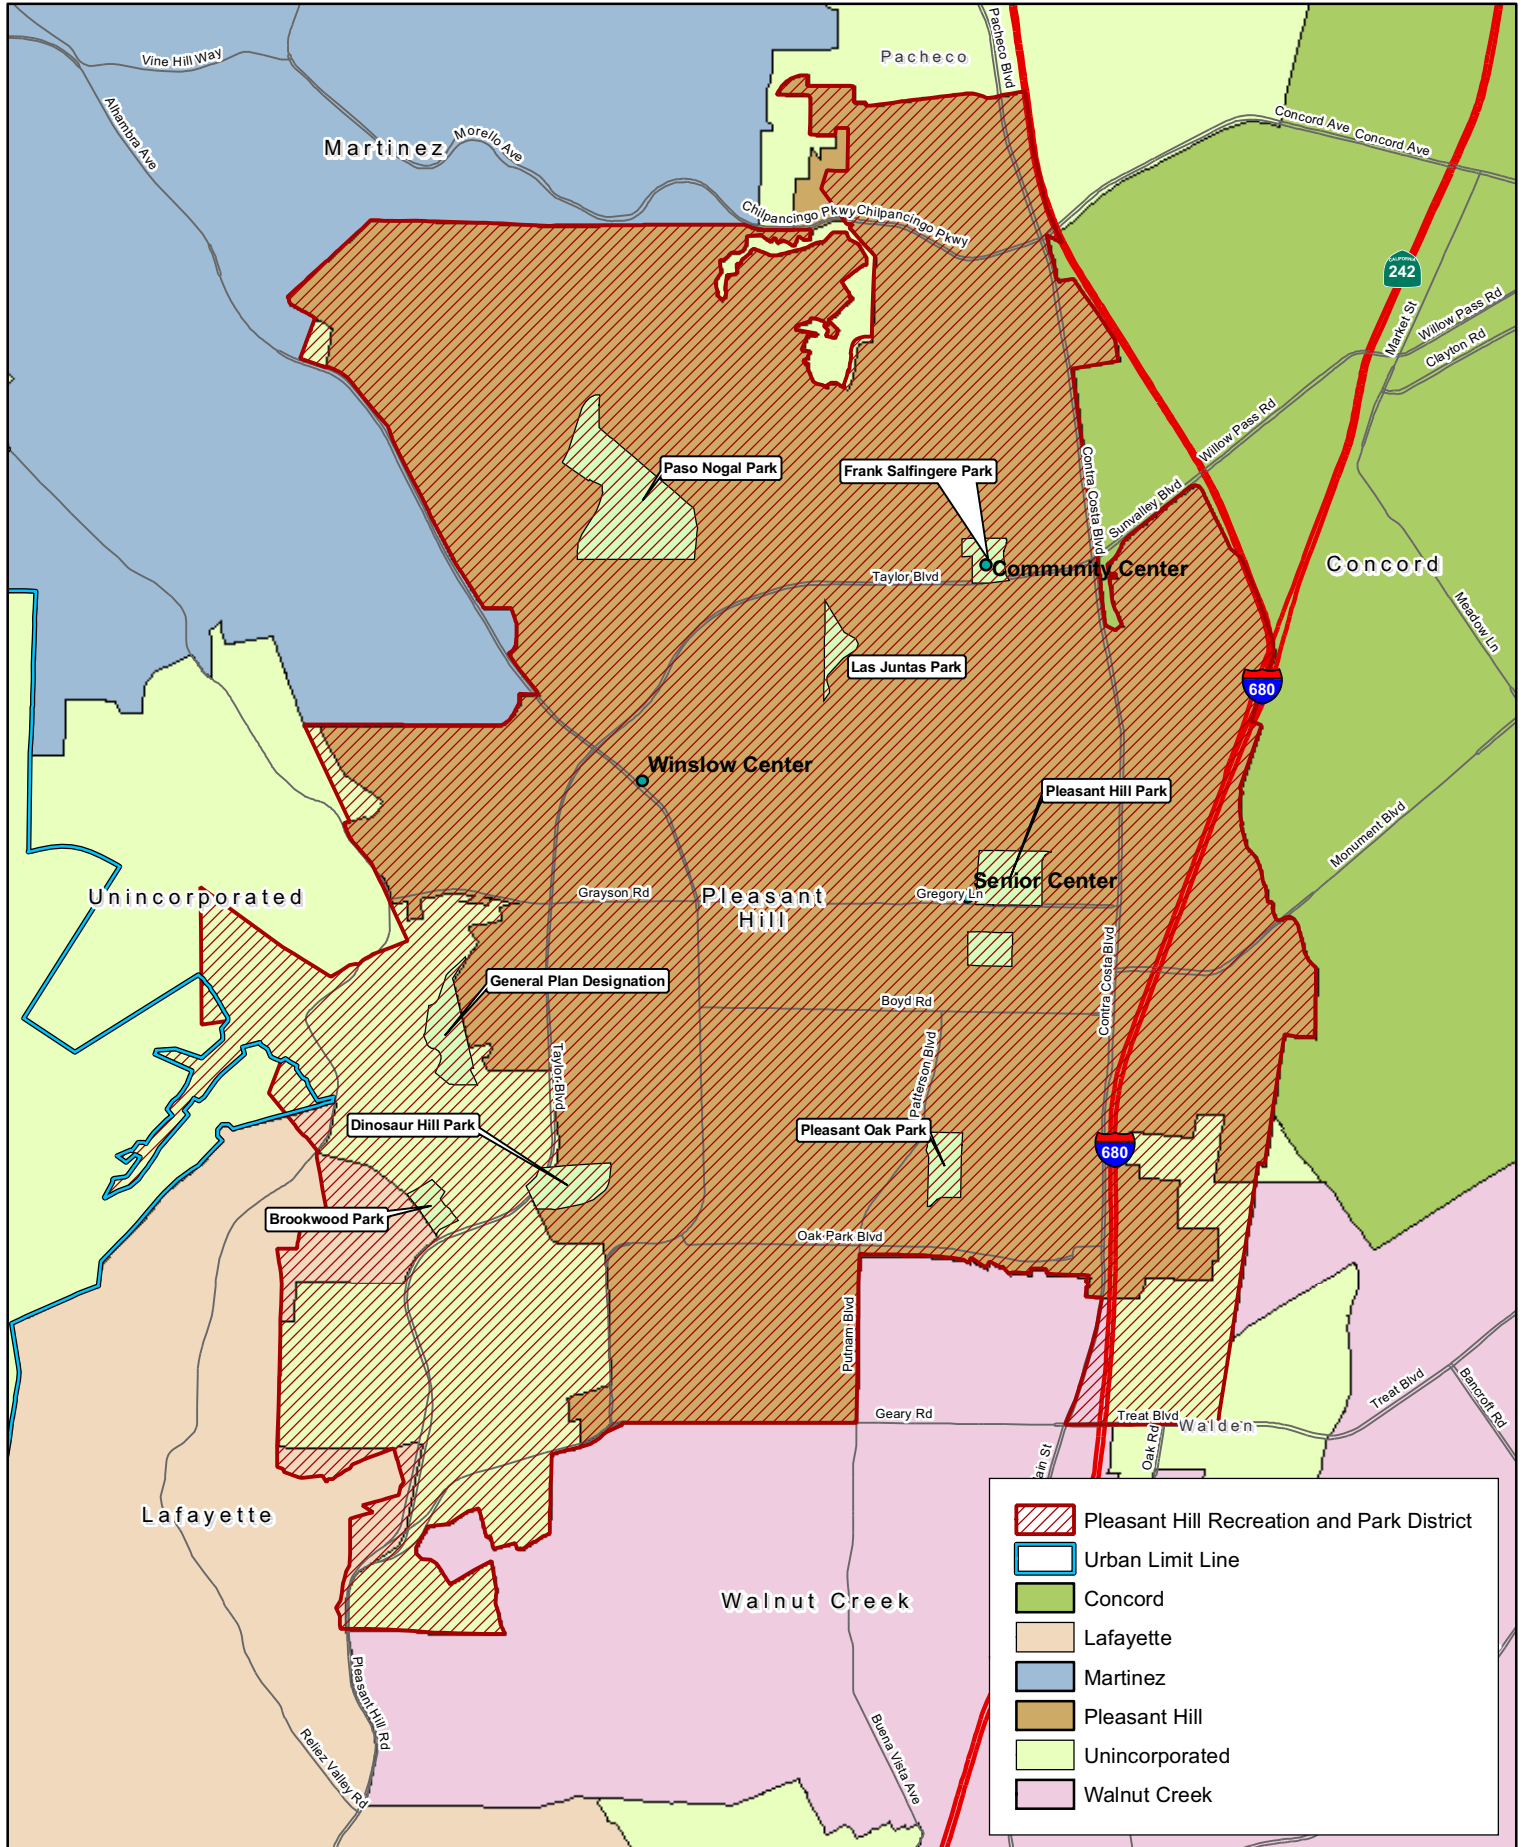 Pacheco
Pacheco Blvd
Vine Hill Way
Alhambra Ave
Martinez
Morello Ave
Concord Ave
Concord Ave
Chilpancingo Pkwy
Chilpancingo Pkwy
CALIFORNIA
242
Market St
Willow Pass Rd
Clayton Rd
Willow Pass Rd
Paso Nogal Park
Frank Salfingere Park
Contra Costa Blvd
Sunvalley Blvd
Concord
Community Center
Taylor Blvd
Meadow Ln
Las Juntas Park
680
Winslow Center
Pleasant Hill Park
Monument Blvd
Unincorporated
Grayson Rd
Pleasant
Hill
Senior Center
Gregory Ln
General Plan Designation
Contra Costa Blvd
Boyd Rd
Taylor Blvd
Patterson Blvd
Dinosaur Hill Park
Pleasant Oak Park
680
Brookwood Park
Oak Park Blvd
Putnam Blvd
Treat Blvd
Bancroft Rd
Geary Rd
Treat Blvd
Walden
Oak Rd
ain St
Lafayette
Walnut Creek
Pleasant Hill Rd
Reliez Valley Rd
Buena Vista Ave
Pleasant Hill Recreation and Park District
Urban Limit Line
Concord
Lafayette
Martinez
Pleasant Hill
Unincorporated
Walnut Creek